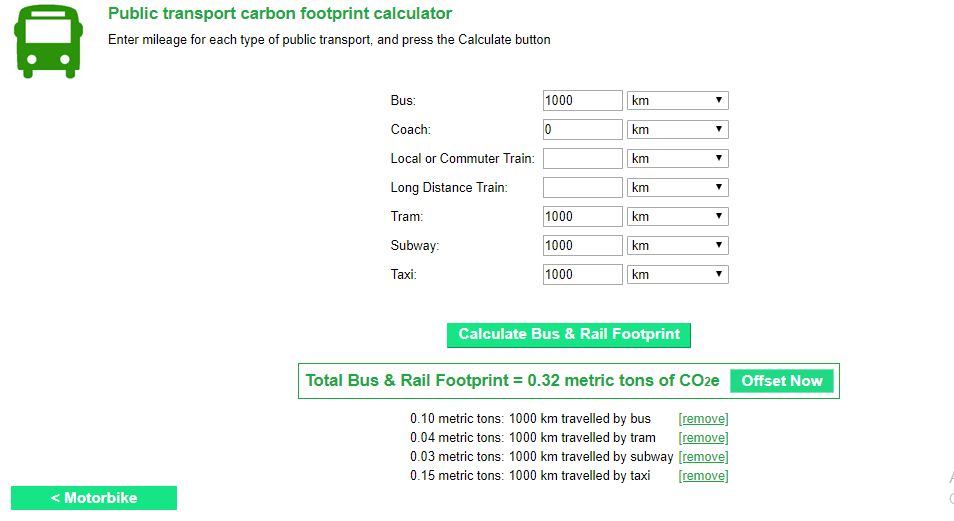 Public transport carbon footprint calculator
Enter mileage for each type of public transport, and press the Calculate button
Bus: 1000 km
Coach: 0 km
Local or Commuter Train: km
Long Distance Train: km
Tram: 1000 km
Subway: 1000 km
Taxi: 1000 km
Calculate Bus & Rail Footprint
Total Bus & Rail Footprint = 0.32 metric tons of CO2e Offset Now
0.10 metric tons: 1000 km travelled by bus [remove]
0.04 metric tons: 1000 km travelled by tram [remove]
0.03 metric tons: 1000 km travelled by subway [remove]
0.15 metric tons: 1000 km travelled by taxi [remove]
< Motorbike